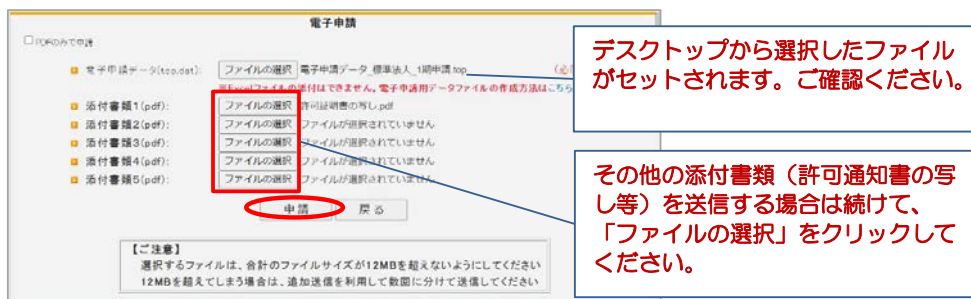 電子申請
□PDFのみで申請
電子申請データ(top.dat):
ファイルの選択 電子申請データ_標準法人_1期申請.top
※Excelファイルの添付はできません。電子申請用データファイルの作成方法はこちら
添付書類1(pdf):
ファイルの選択 許可証明書の写し.pdf
添付書類2(pdf):
ファイルの選択 ファイルが選択されていません
添付書類3(pdf):
ファイルの選択 ファイルが選択されていません
添付書類4(pdf):
ファイルの選択 ファイルが選択されていません
添付書類5(pdf):
ファイルの選択 ファイルが選択されていません
申請
戻る
【ご注意】
選択するファイルは、合計のファイルサイズが12MBを超えないようにしてください
12MBを超えてしまう場合は、追加送信を利用して数回に分けて送信してください
デスクトップから選択したファイル
がセットされます。ご確認ください。
その他の添付書類（許可通知書の写
し等）を送信する場合は続けて、
「ファイルの選択」をクリックして
ください。